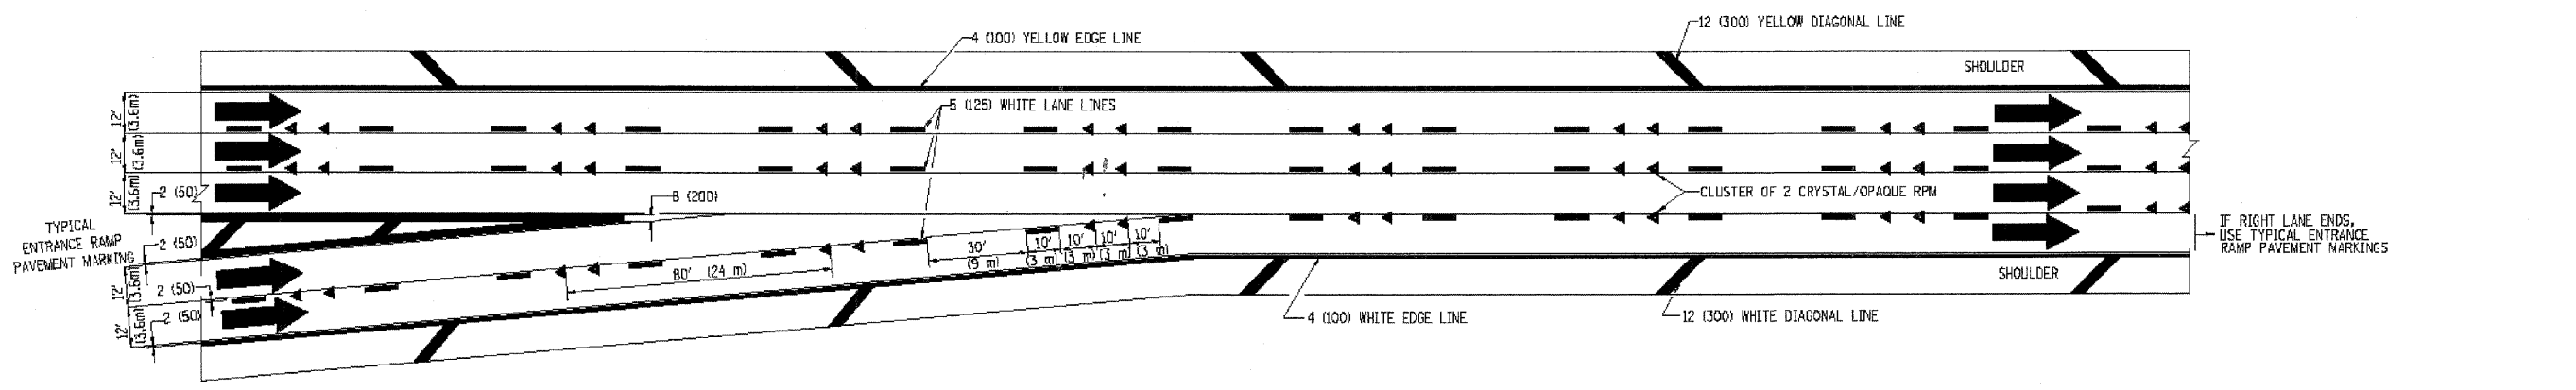 12 (300) YELLOW DIAGONAL LINE
4 (100) YELLOW EDGE LINE
SHOULDER
5 (125) WHITE LANE LINES
12'
(3.6m)
12'
(3.6m)
12'
(3.6m)
2 (50)
8 (200)
CLUSTER OF 2 CRYSTAL/OPAQUE RPM
TYPICAL
ENTRANCE RAMP
PAVEMENT MARKING
2 (50)
IF RIGHT LANE ENDS,
USE TYPICAL ENTRANCE
RAMP PAVEMENT MARKINGS
30'
(9 m)
10'
(3 m)
10'
(3 m)
10'
(3 m)
10'
(3 m)
80' (24 m)
SHOULDER
12'
(3.6m)
2 (50)
12'
(3.6m)
2 (50)
4 (100) WHITE EDGE LINE
12 (300) WHITE DIAGONAL LINE